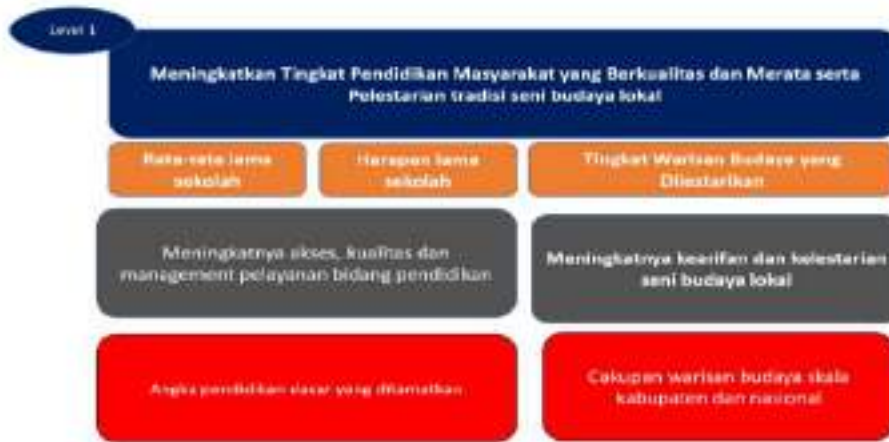 Level 1
Meningkatkan Tingkat Pendidikan Masyarakat yang Berkualitas dan Merata serta
Pelestarian tradisi seni budaya lokal
Rata-rata lama
sekolah
Harapan lama
sekolah
Tingkat Warisan Budaya yang
Dilestarikan
Meningkatnya akses, kualitas dan
management pelayanan bidang pendidikan
Meningkatnya kearifan dan kelestarian
seni budaya lokal
Angka pendidikan dasar yang ditamatkan
Cakupan warisan budaya skala
kabupaten dan nasional